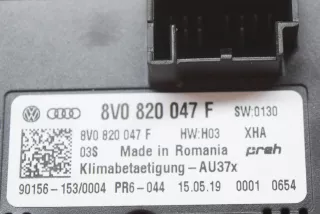 8V0 820 047 F SW:0130
8V0 820 047 F HW:H03 XHA
03S Made in Romania preh
Klimabetaetigung-AU37x
90156-153/0004 PR6-044 15.05.19 0001 0654